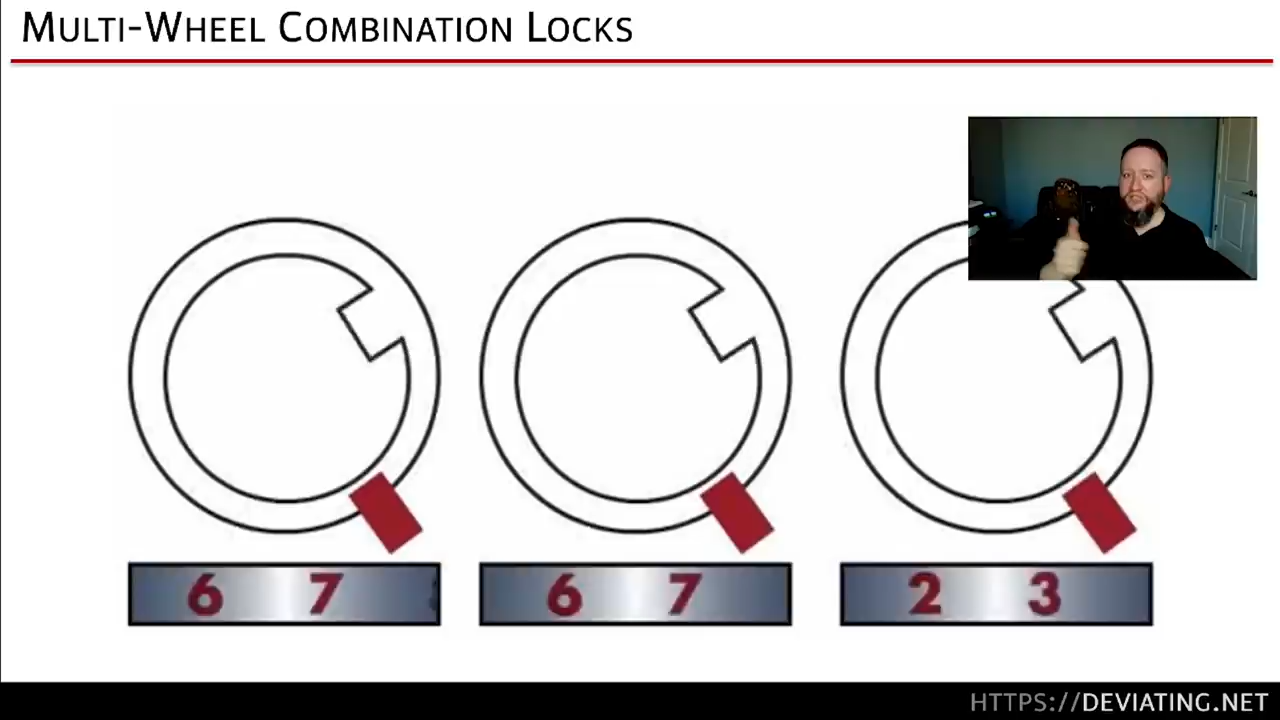 MULTI-WHEEL COMBINATION LOCKS
6 7 6 7 2 3
HTTPS://DEVIATING.NET